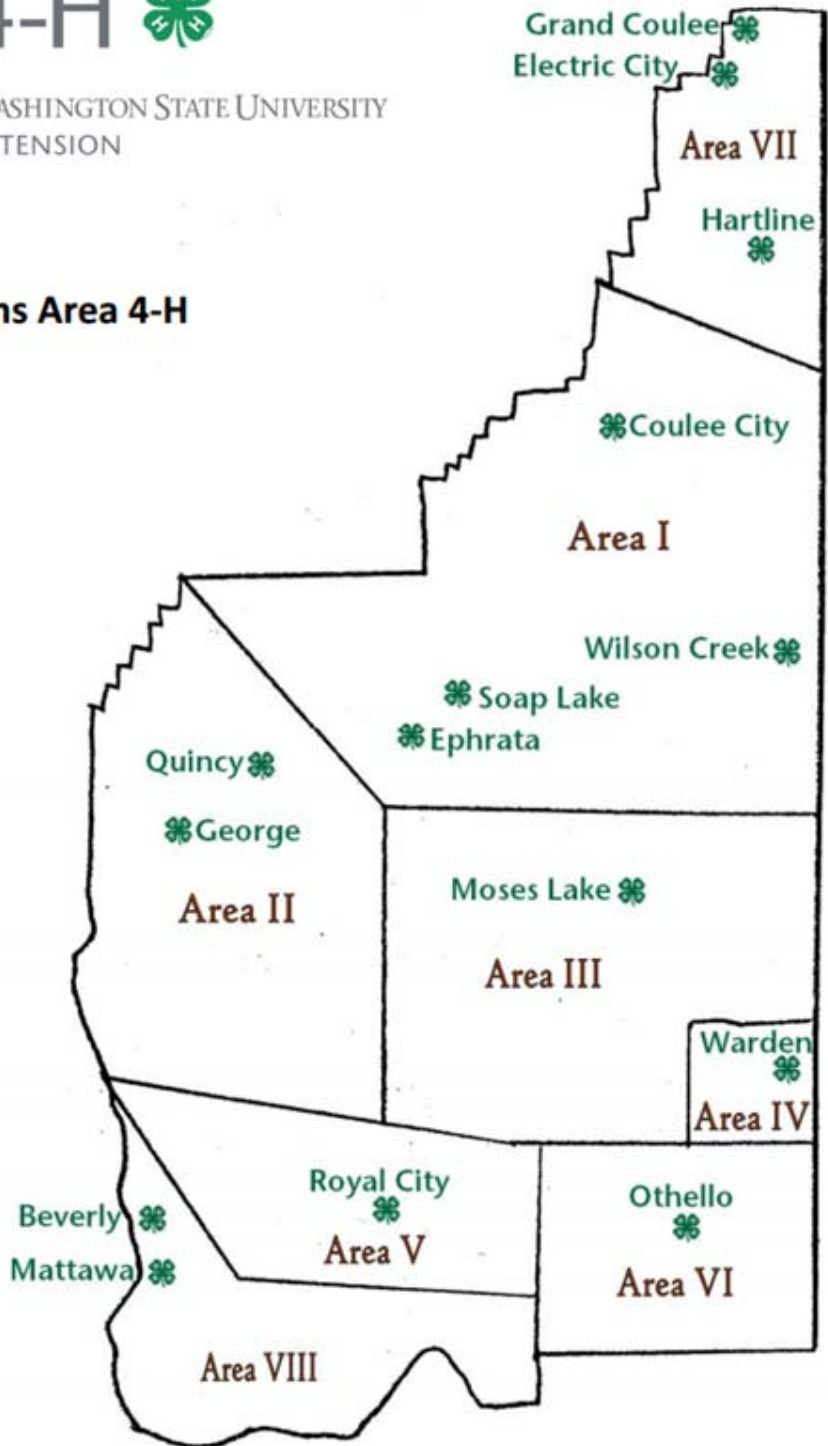 4-H
H H
WASHINGTON STATE UNIVERSITY
TENSION
ns Area 4-H
Grand Coulee
Electric City
Area VII
Hartline
Coulee City
Area I
Wilson Creek
Soap Lake
Ephrata
Quincy
George
Area II
Moses Lake
Area III
Warden
Area IV
Royal City
Area V
Othello
Area VI
Beverly
Mattawa
Area VIII